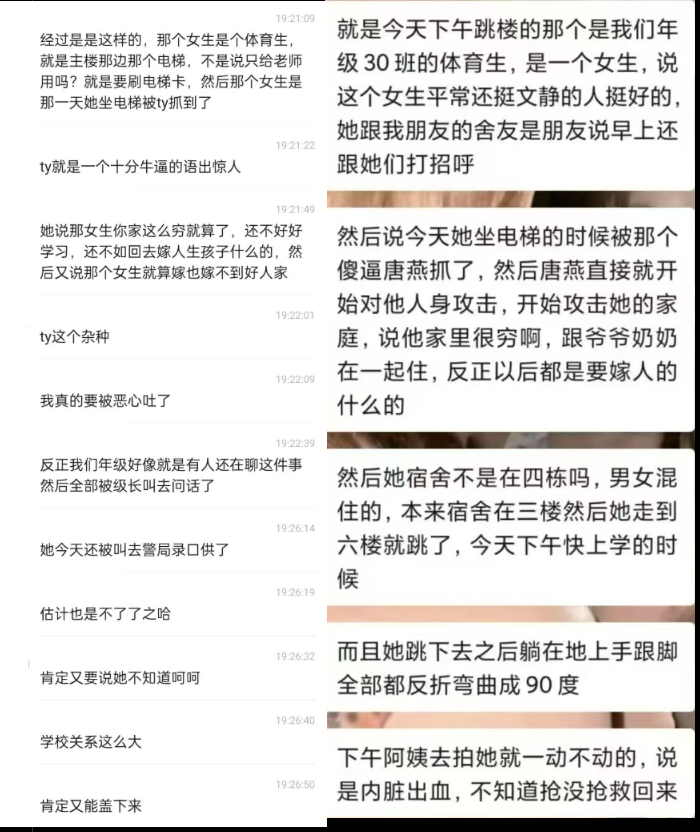 19:21:09
经过是是这样的，那个女生是个体育生，
就是主楼那边那个电梯，不是说只给老师
用吗？就是要刷电梯卡，然后那个女生是
那一天她坐电梯被ty抓到了
19:21:22
ty就是一个十分牛逼的语出惊人
19:21:49
她说那女生你家这么穷就算了，还不好好
学习，还不如回去嫁人生孩子什么的，然
后又说那个女生就算嫁也嫁不到好人家
19:22:01
ty这个杂种
19:22:09
我真的要被恶心吐了
19:22:39
反正我们年级好像就是有人还在聊这件事
然后全部被级长叫去问话了
19:26:14
她今天还被叫去警局录口供了
19:26:19
估计也是不了了之哈
19:26:32
肯定又要说她不知道呵呵
19:26:40
学校关系这么大
19:26:50
肯定又能盖下来
就是今天下午跳楼的那个是我们年
级 30 班的体育生，是一个女生，说
这个女生平常还挺文静的人挺好的，
她跟我朋友的舍友是朋友说早上还
跟她们打招呼
然后说今天她坐电梯的时候被那个
傻逼唐燕抓了，然后唐燕直接就开
始对他人身攻击，开始攻击她的家
庭，说他家里很穷啊，跟爷爷奶奶
在一起住，反正以后都是要嫁人的
什么的
然后她宿舍不是在四栋吗，男女混
住的，本来宿舍在三楼然后她走到
六楼就跳了，今天下午快上学的时
候
而且她跳下去之后躺在地上手跟脚
全部都反折弯曲成 90 度
下午阿姨去拍她就一动不动的，说
是内脏出血，不知道抢没抢救回来